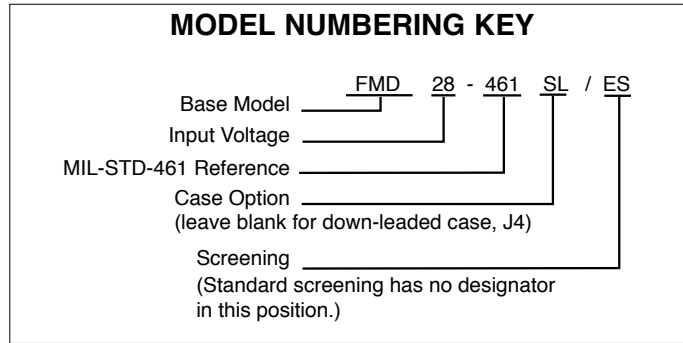 MODEL NUMBERING KEY
FMD 28 - 461 SL / ES
Base Model
Input Voltage
MIL-STD-461 Reference
Case Option
(leave blank for down-leaded case, J4)
Screening
(Standard screening has no designator
in this position.)